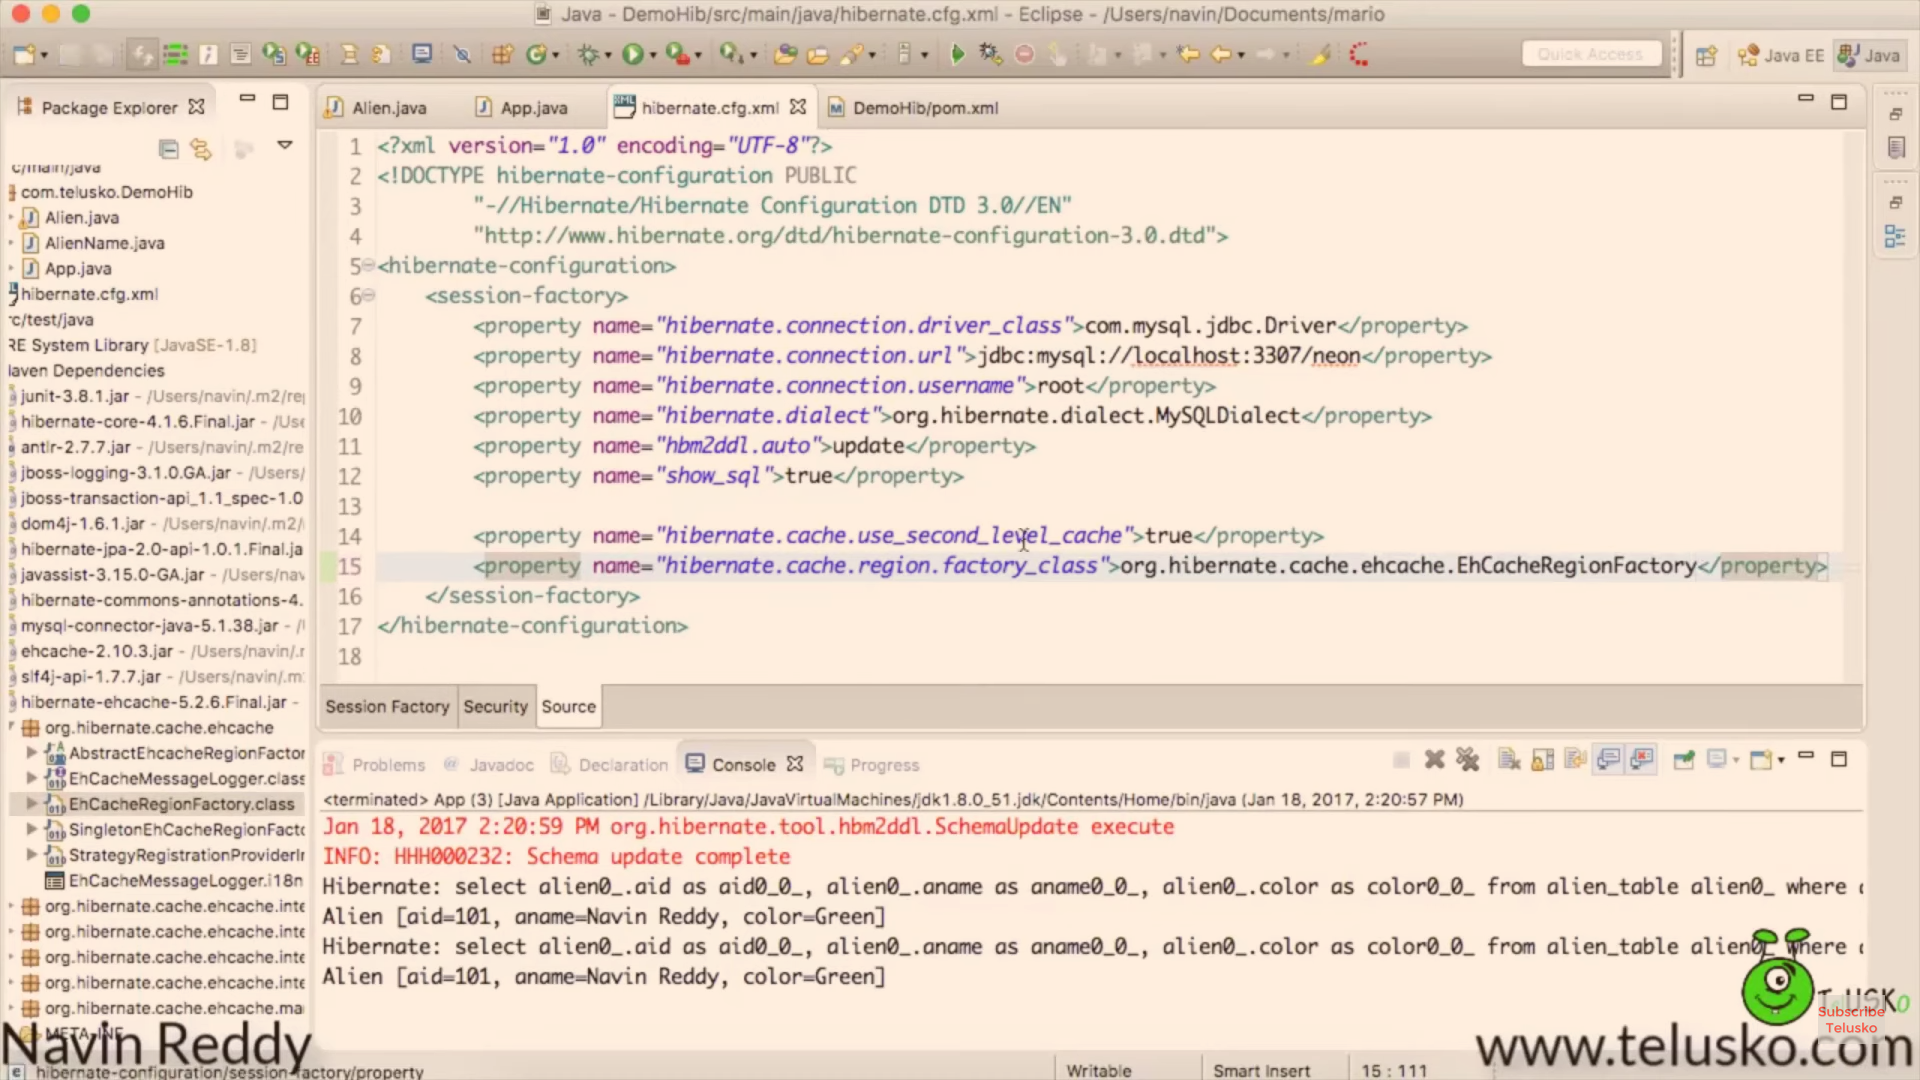 Java - DemoHib/src/main/java/hibernate.cfg.xml - Eclipse - /Users/navin/Documents/mario
Quick Access
Java EE
Java
Package Explorer
c/main/java
com.telusko.DemoHib
Alien.java
AlienName.java
App.java
hibernate.cfg.xml
rc/test/java
RE System Library [JavaSE-1.8]
laven Dependencies
junit-3.8.1.jar - /Users/navin/.m2/re
hibernate-core-4.1.6.Final.jar - /Use
antlr-2.7.7.jar - /Users/navin/.m2/re
jboss-logging-3.1.0.GA.jar - /Users/
jboss-transaction-api_1.1_spec-1.0
dom4j-1.6.1.jar - /Users/navin/.m2/
hibernate-jpa-2.0-api-1.0.1.Final.ja
javassist-3.15.0-GA.jar - /Users/nav
hibernate-commons-annotations-4.
mysql-connector-java-5.1.38.jar - /
ehcache-2.10.3.jar - /Users/navin/.
slf4j-api-1.7.7.jar - /Users/navin/.m
hibernate-ehcache-5.2.6.Final.jar -
org.hibernate.cache.ehcache
AbstractEhcacheRegionFactor
EhCacheMessageLogger.class
EhCacheRegionFactory.class
SingletonEhCacheRegionFacto
StrategyRegistrationProviderIr
EhCacheMessageLogger.i18n
org.hibernate.cache.ehcache.inte
org.hibernate.cache.ehcache.inte
org.hibernate.cache.ehcache.inte
org.hibernate.cache.ehcache.inte
org.hibernate.cache.ehcache.ma
META-INF
Alien.java
App.java
hibernate.cfg.xml
DemoHib/pom.xml
1 <?xml version="1.0" encoding="UTF-8"?>
2 <!DOCTYPE hibernate-configuration PUBLIC
3 "-//Hibernate/Hibernate Configuration DTD 3.0//EN"
4 "http://www.hibernate.org/dtd/hibernate-configuration-3.0.dtd">
5 <hibernate-configuration>
6 <session-factory>
7 <property name="hibernate.connection.driver_class">com.mysql.jdbc.Driver</property>
8 <property name="hibernate.connection.url">jdbc:mysql://localhost:3307/neon</property>
9 <property name="hibernate.connection.username">root</property>
10 <property name="hibernate.dialect">org.hibernate.dialect.MySQLDialect</property>
11 <property name="hbm2ddl.auto">update</property>
12 <property name="show_sql">true</property>
13
14 <property name="hibernate.cache.use_second_level_cache">true</property>
15 <property name="hibernate.cache.region.factory_class">org.hibernate.cache.ehcache.EhCacheRegionFactory</property>
16 </session-factory>
17 </hibernate-configuration>
18
Session Factory
Security
Source
Problems
Javadoc
Declaration
Console
Progress
<terminated> App (3) [Java Application] /Library/Java/JavaVirtualMachines/jdk1.8.0_51.jdk/Contents/Home/bin/java (Jan 18, 2017, 2:20:57 PM)
Jan 18, 2017 2:20:59 PM org.hibernate.tool.hbm2ddl.SchemaUpdate execute
INFO: HHH000232: Schema update complete
Hibernate: select alien0_.aid as aid0_0_, alien0_.aname as aname0_0_, alien0_.color as color0_0_ from alien_table alien0_ where
Alien [aid=101, aname=Navin Reddy, color=Green]
Hibernate: select alien0_.aid as aid0_0_, alien0_.aname as aname0_0_, alien0_.color as color0_0_ from alien_table alien0_ where
Alien [aid=101, aname=Navin Reddy, color=Green]
Subscribe
Telusko
Navin Reddy
www.telusko.com
hibernate-configuration/session-factory/property
Writable
Smart Insert
15 : 111